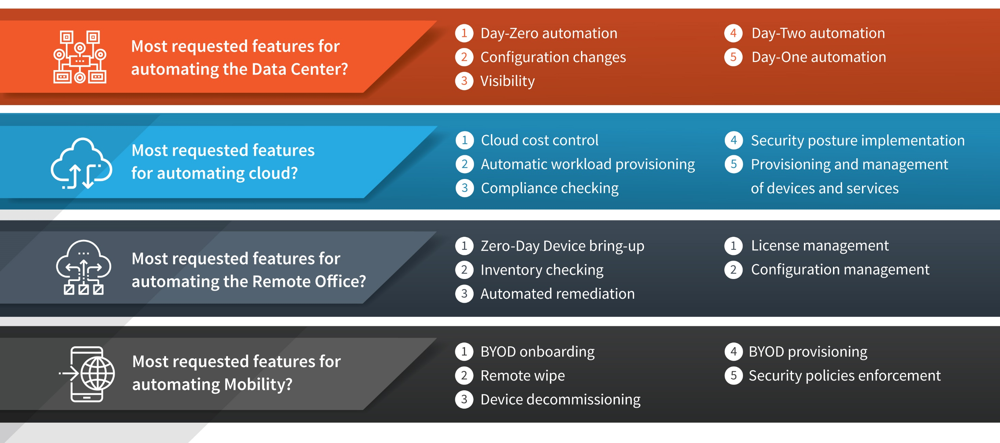 Most requested features for
automating the Data Center?
1 Day-Zero automation
2 Configuration changes
3 Visibility
4 Day-Two automation
5 Day-One automation
Most requested features
for automating cloud?
1 Cloud cost control
2 Automatic workload provisioning
3 Compliance checking
4 Security posture implementation
5 Provisioning and management
of devices and services
Most requested features for
automating the Remote Office?
1 Zero-Day Device bring-up
2 Inventory checking
3 Automated remediation
1 License management
2 Configuration management
Most requested features for
automating Mobility?
1 BYOD onboarding
2 Remote wipe
3 Device decommissioning
4 BYOD provisioning
5 Security policies enforcement